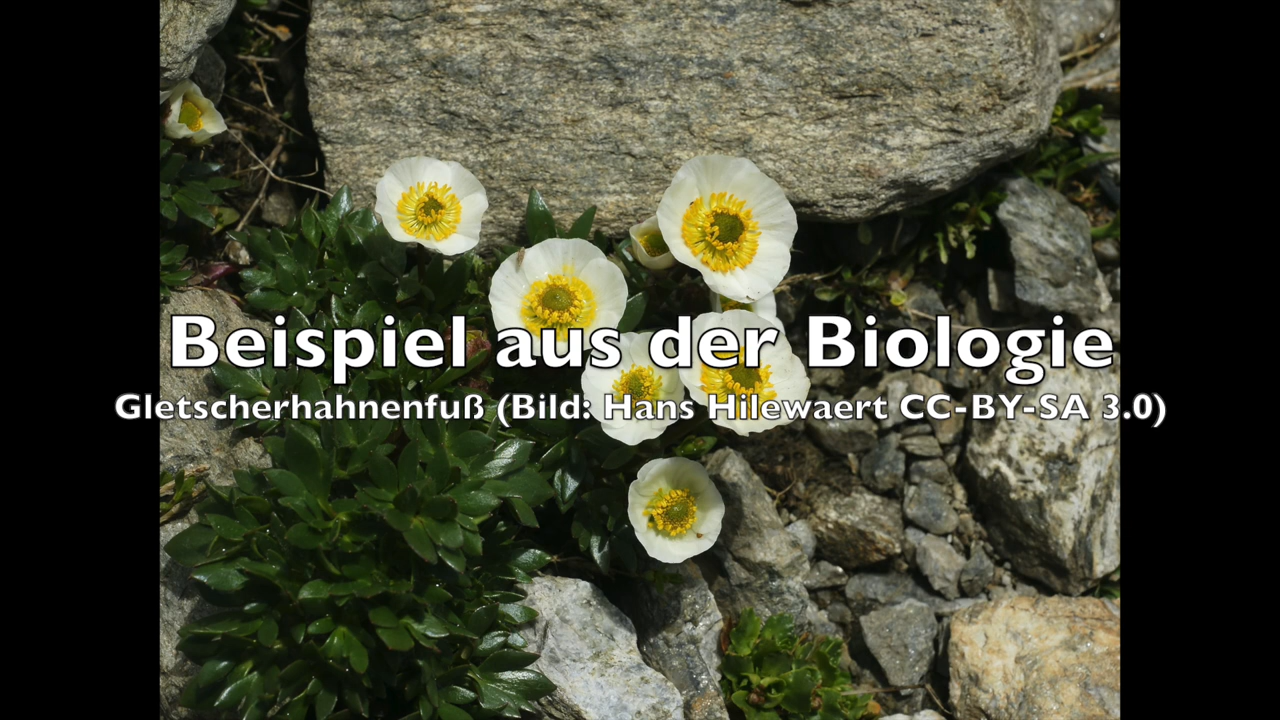 Beispiel aus der Biologie
Gletscherhahnenfuß (Bild: Hans Hilewaert CC-BY-SA 3.0)